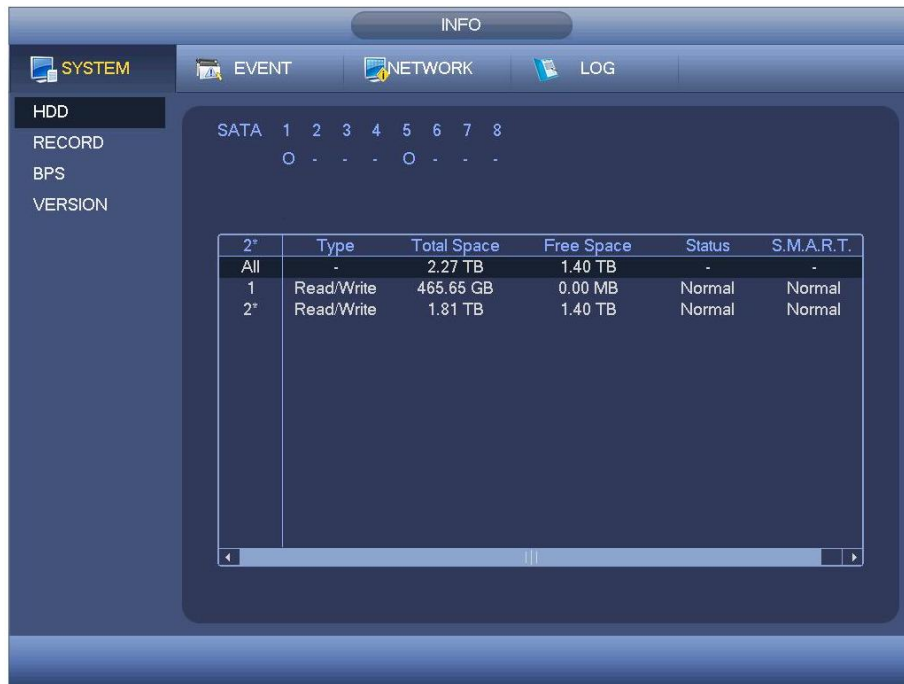 INFO
SYSTEM EVENT NETWORK LOG
HDD
RECORD
BPS
VERSION
SATA 1 2 3 4 5 6 7 8
O - - - O - - -
2* Type Total Space Free Space Status S.M.A.R.T.
All - 2.27 TB 1.40 TB - -
1 Read/Write 465.65 GB 0.00 MB Normal Normal
2* Read/Write 1.81 TB 1.40 TB Normal Normal